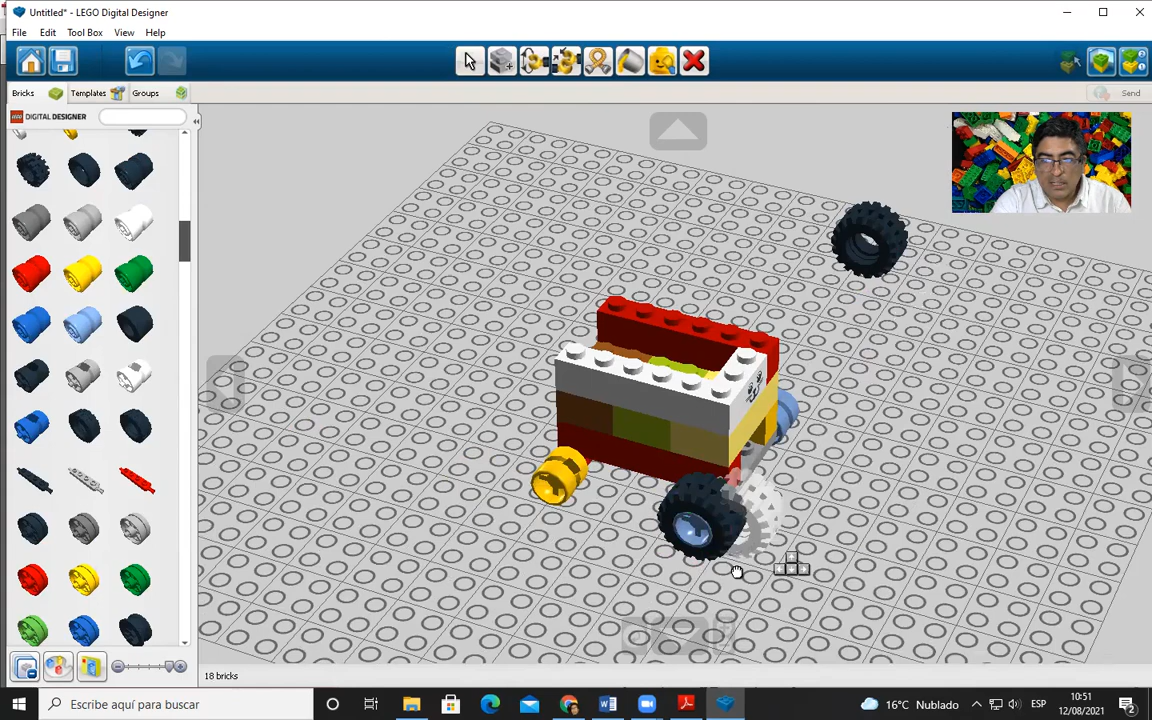 Untitled* - LEGO Digital Designer
File Edit Tool Box View Help
Bricks Templates Groups
Send
DIGITAL DESIGNER
18 bricks
Escribe aquí para buscar
16°C Nublado
ESP
10:51
12/08/2021
2